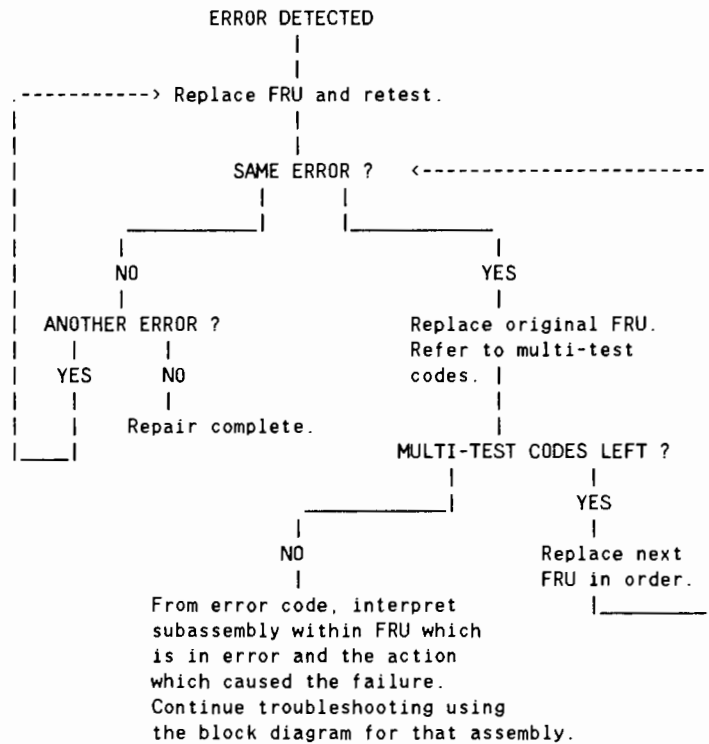 ERROR DETECTED
Replace FRU and retest.
SAME ERROR ?
NO YES
ANOTHER ERROR ? Replace original FRU.
Refer to multi-test
YES NO codes.
Repair complete.
MULTI-TEST CODES LEFT ?
YES
NO Replace next
FRU in order.
From error code, interpret
subassembly within FRU which
is in error and the action
which caused the failure.
Continue troubleshooting using
the block diagram for that assembly.